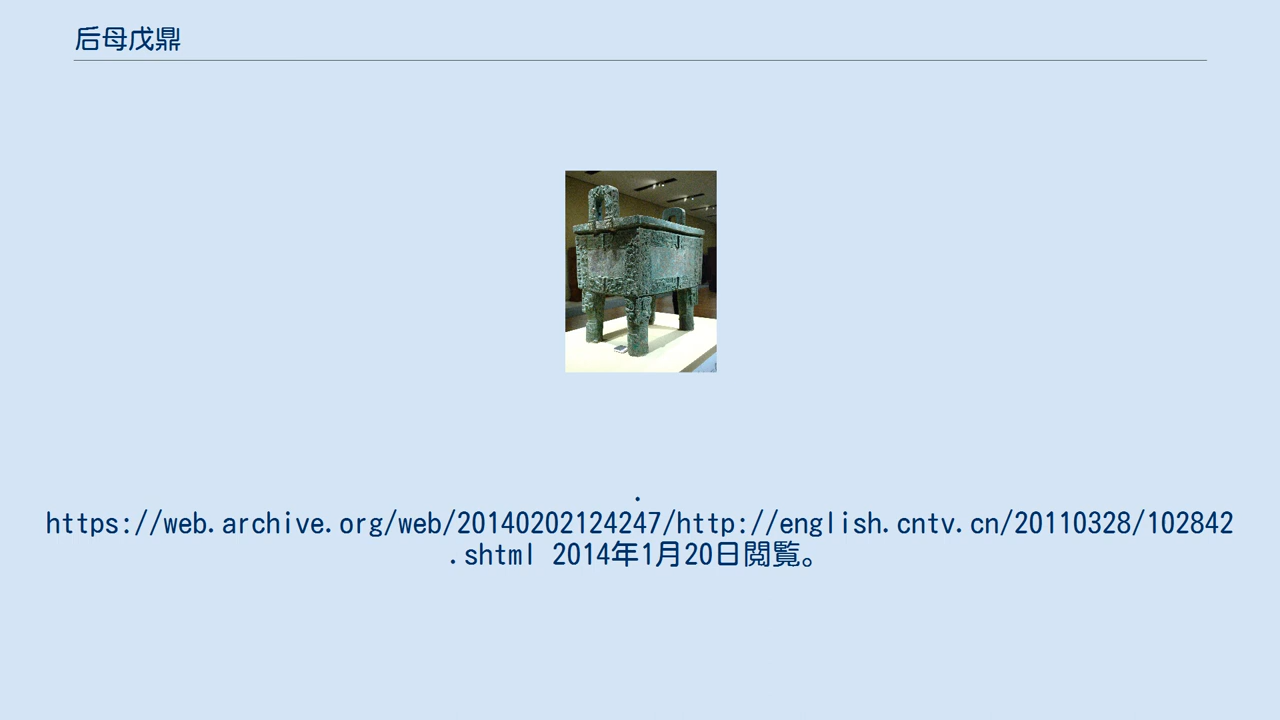 后母戊鼎
.
https://web.archive.org/web/20140202124247/http://english.cntv.cn/20110328/102842
.shtml 2014年1月20日閲覧。